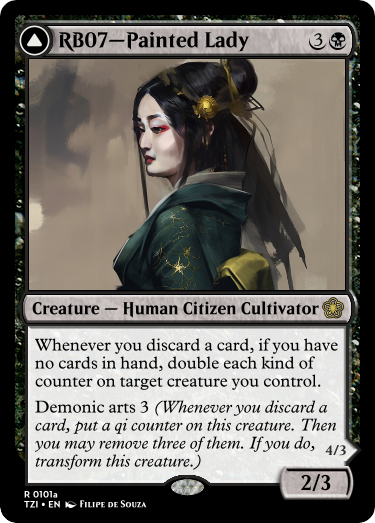 RB07—Painted Lady 3
Creature — Human Citizen Cultivator
Whenever you discard a card, if you have
no cards in hand, double each kind of
counter on target creature you control.
Demonic arts 3 (Whenever you discard a
card, put a qi counter on this creature. Then
you may remove three of them. If you do,
transform this creature.)
4/3
2/3
R 0101a
TZI • EN Filipe de Souza